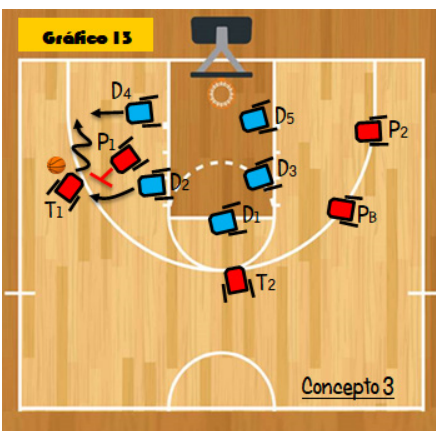 Gráfico 13
D4
P1
D5
P2
T1
D2
D3
D1
PB
T2
Concepto 3